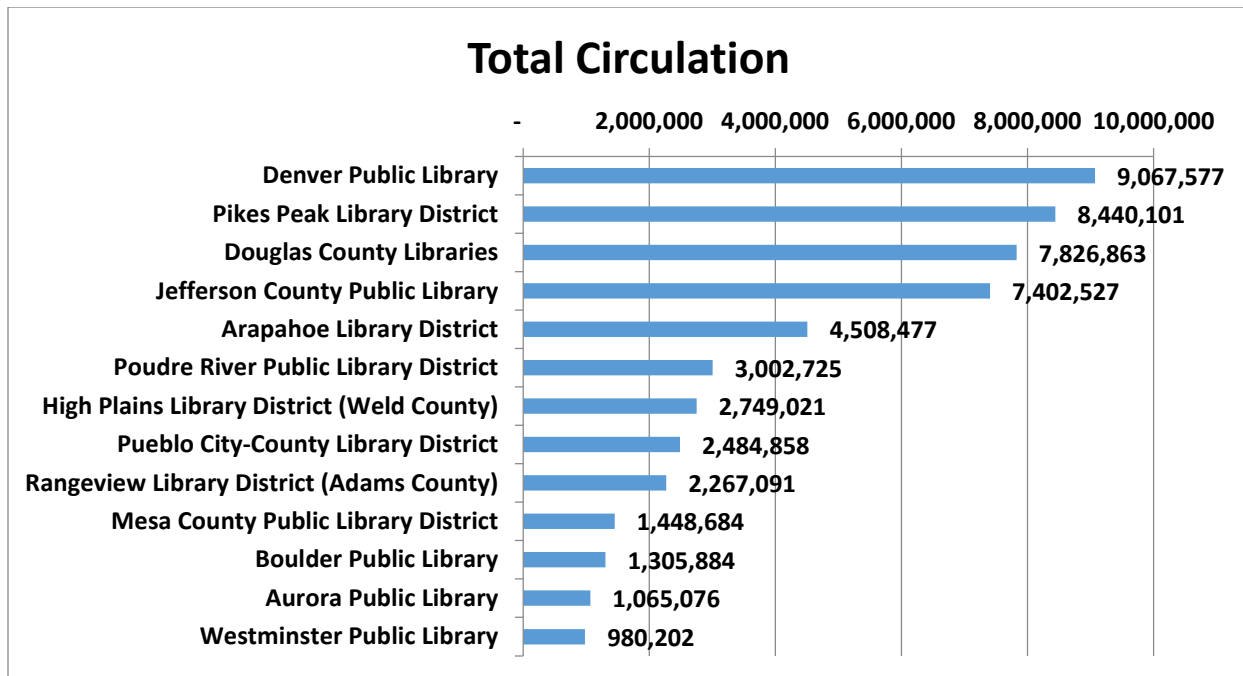 Total Circulation
- 2,000,000 4,000,000 6,000,000 8,000,000 10,000,000
Denver Public Library 9,067,577
Pikes Peak Library District 8,440,101
Douglas County Libraries 7,826,863
Jefferson County Public Library 7,402,527
Arapahoe Library District 4,508,477
Poudre River Public Library District 3,002,725
High Plains Library District (Weld County) 2,749,021
Pueblo City-County Library District 2,484,858
Rangeview Library District (Adams County) 2,267,091
Mesa County Public Library District 1,448,684
Boulder Public Library 1,305,884
Aurora Public Library 1,065,076
Westminster Public Library 980,202